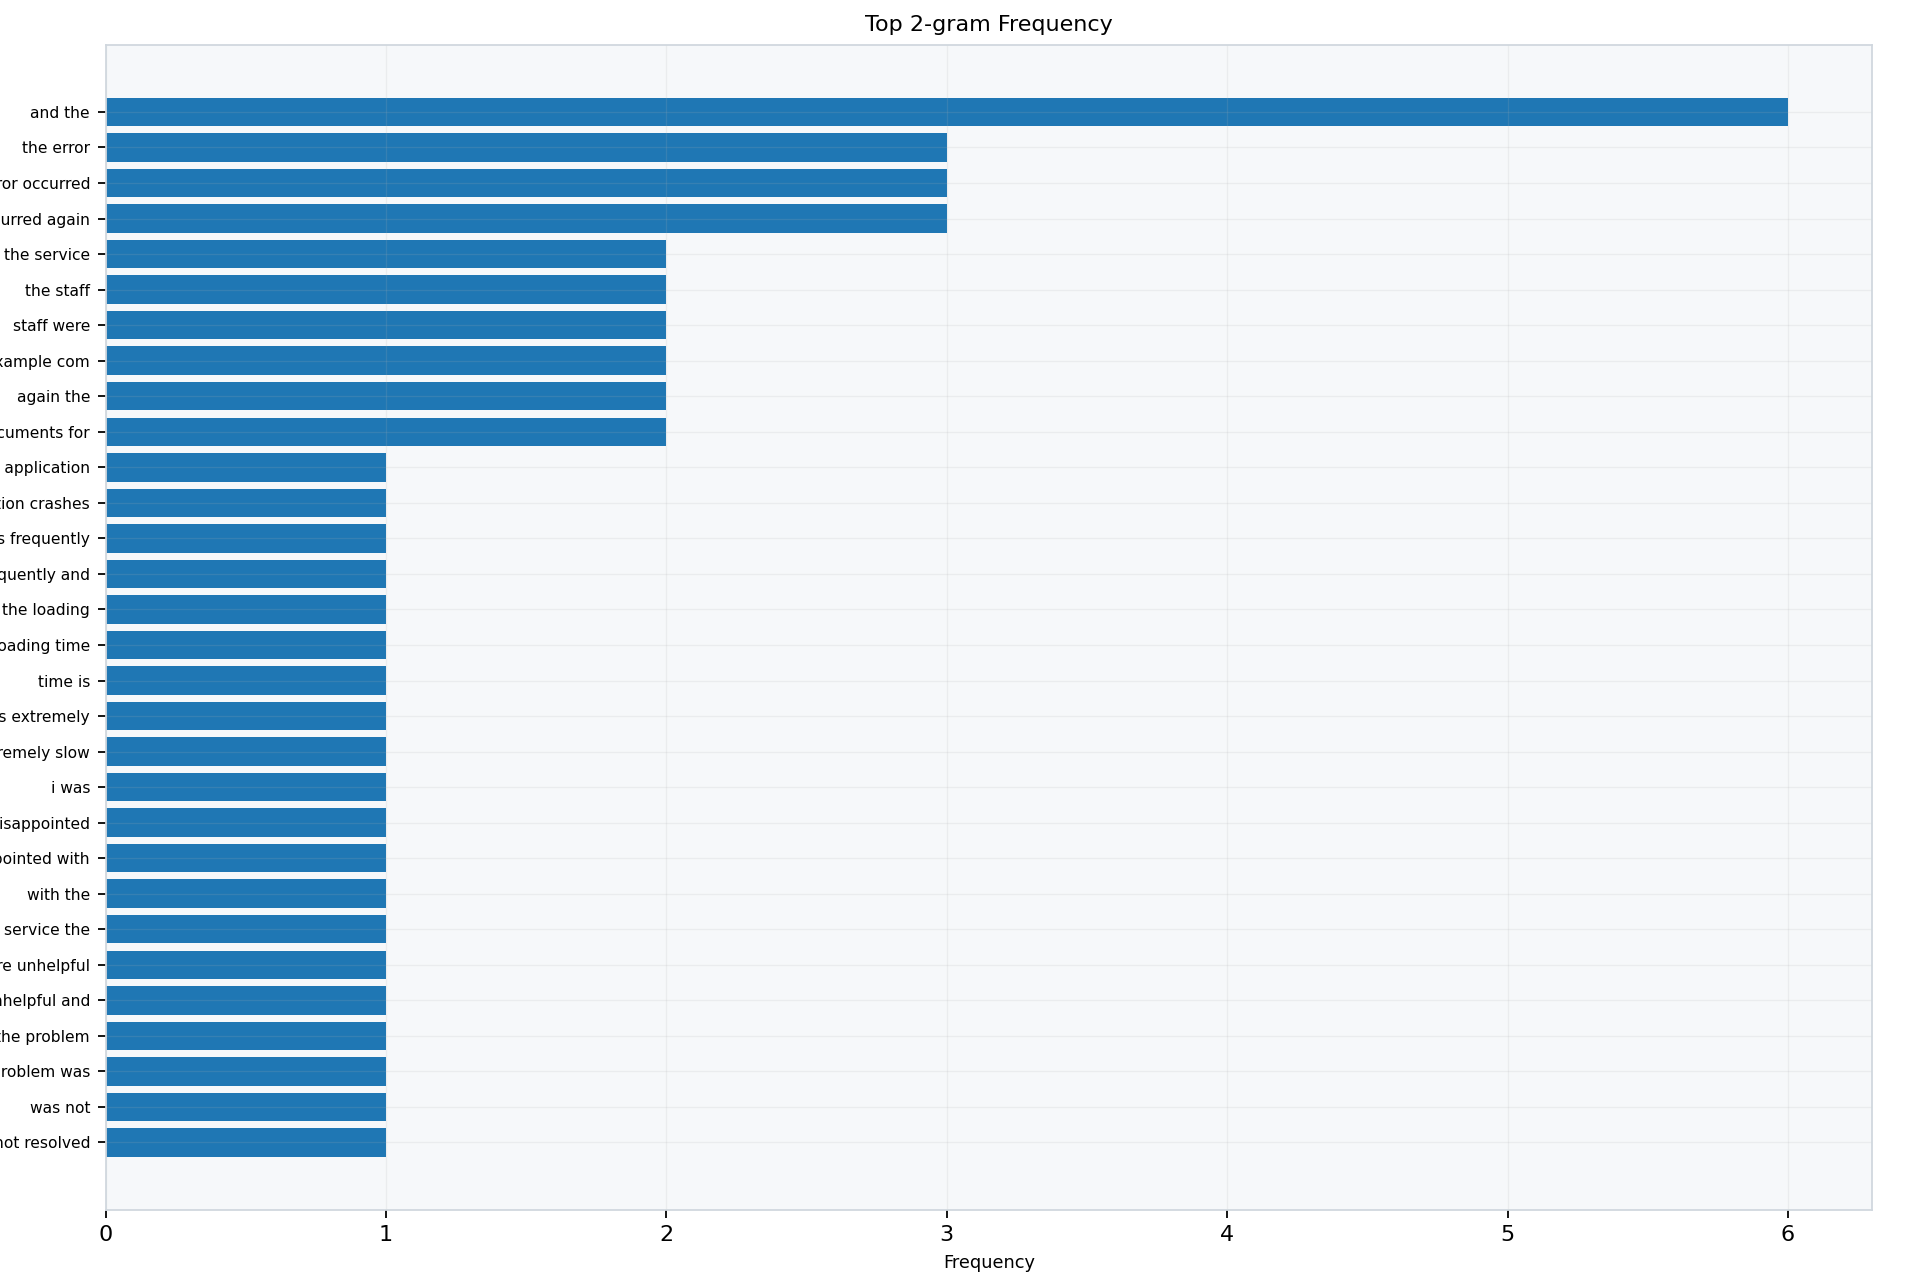 Top 2-gram Frequency
and the
the error
ror occurred
urred again
the service
the staff
staff were
xample com
again the
cuments for
application
tion crashes
s frequently
quently and
the loading
oading time
time is
s extremely
remely slow
i was
isappointed
pointed with
with the
service the
re unhelpful
nhelpful and
the problem
roblem was
was not
not resolved
0 1 2 3 4 5 6
Frequency